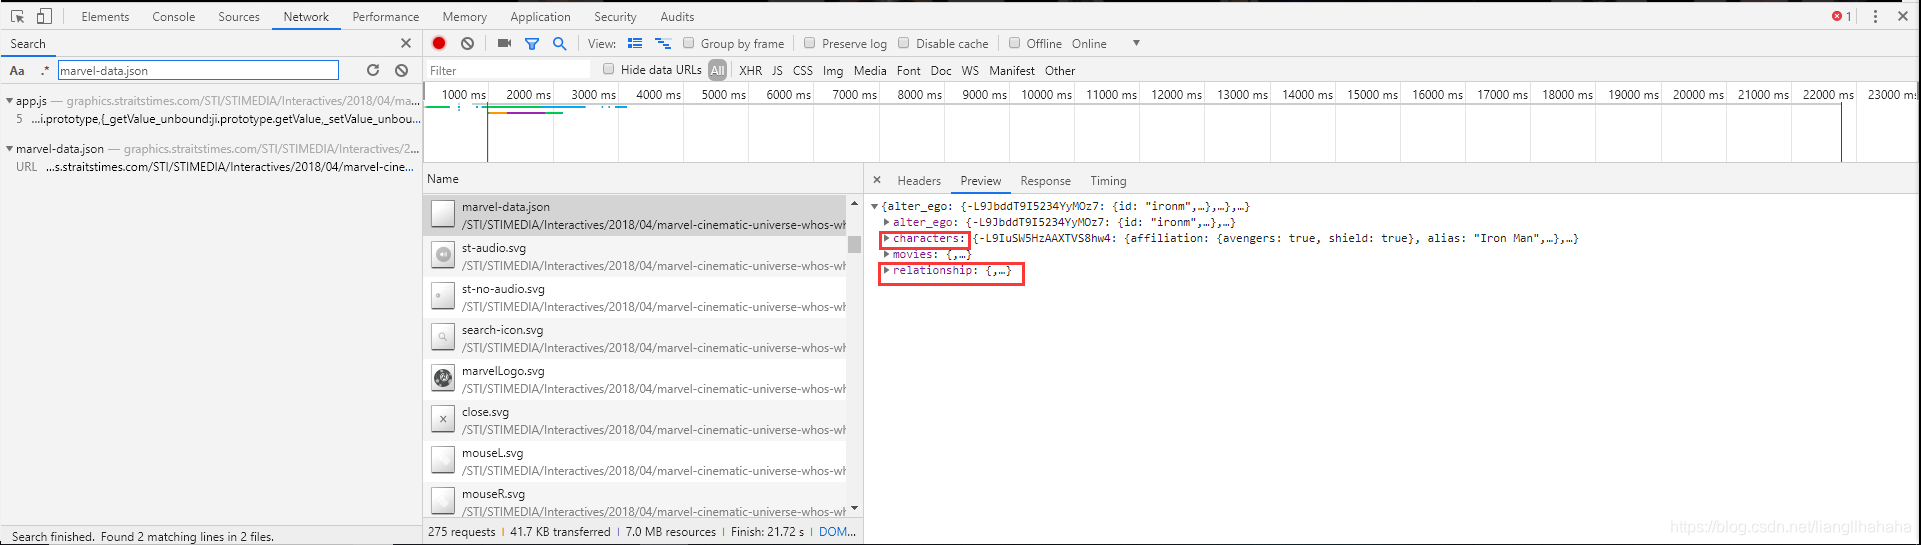 Elements Console Sources Network Performance Memory Application Security Audits 1
Search
View: Group by frame Preserve log Disable cache Offline Online
Aa .* marvel-data.json
Filter Hide data URLs All XHR JS CSS Img Media Font Doc WS Manifest Other
app.js — graphics.straitstimes.com/STI/STIMEDIA/Interactives/2018/04/ma...
5 ...i.prototype,{_getValue_unbound:ji.prototype.getValue,_setValue_unbou...
marvel-data.json — graphics.straitstimes.com/STI/STIMEDIA/Interactives/2...
URL ...s.straitstimes.com/STI/STIMEDIA/Interactives/2018/04/marvel-cine...
Search finished. Found 2 matching lines in 2 files.
1000 ms 2000 ms 3000 ms 4000 ms 5000 ms 6000 ms 7000 ms 8000 ms 9000 ms 10000 ms 11000 ms 12000 ms 13000 ms 14000 ms 15000 ms 16000 ms 17000 ms 18000 ms 19000 ms 20000 ms 21000 ms 22000 ms 23000 ms
Name
marvel-data.json
/STI/STIMEDIA/Interactives/2018/04/marvel-cinematic-universe-whos-wh
st-audio.svg
/STI/STIMEDIA/Interactives/2018/04/marvel-cinematic-universe-whos-wh
st-no-audio.svg
/STI/STIMEDIA/Interactives/2018/04/marvel-cinematic-universe-whos-wh
search-icon.svg
/STI/STIMEDIA/Interactives/2018/04/marvel-cinematic-universe-whos-wh
marvelLogo.svg
/STI/STIMEDIA/Interactives/2018/04/marvel-cinematic-universe-whos-wh
close.svg
/STI/STIMEDIA/Interactives/2018/04/marvel-cinematic-universe-whos-wh
mouseL.svg
/STI/STIMEDIA/Interactives/2018/04/marvel-cinematic-universe-whos-wh
mouseR.svg
/STI/STIMEDIA/Interactives/2018/04/marvel-cinematic-universe-whos-wh
275 requests | 41.7 KB transferred | 7.0 MB resources | Finish: 21.72 s | DOM...
Headers Preview Response Timing
{alter_ego: {-L9JbddT9I5234YyMOz7: {id: "ironm",…},…},…}
alter_ego: {-L9JbddT9I5234YyMOz7: {id: "ironm",…},…}
characters: {-L9IuSW5HzAAXTVS8hw4: {affiliation: {avengers: true, shield: true}, alias: "Iron Man",…},…}
movies: {,…}
relationship: {,…}
https://blog.csdn.net/liangllhahaha